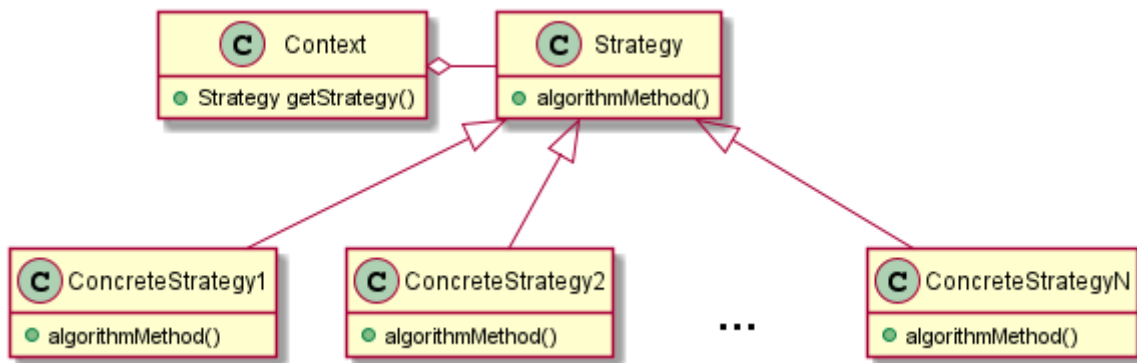 C Context
Strategy getStrategy()
C Strategy
algorithmMethod()
C ConcreteStrategy1
algorithmMethod()
C ConcreteStrategy2
algorithmMethod()
...
C ConcreteStrategyN
algorithmMethod()